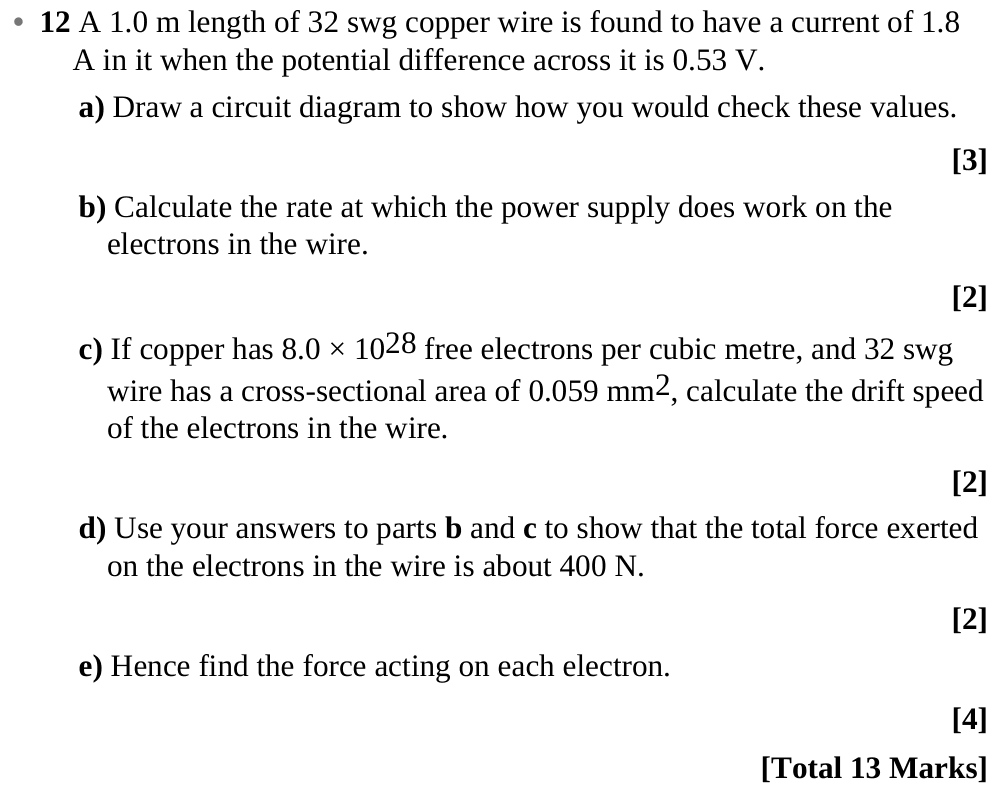 • 12 A 1.0 m length of 32 swg copper wire is found to have a current of 1.8
A in it when the potential difference across it is 0.53 V.
a) Draw a circuit diagram to show how you would check these values.
[3]
b) Calculate the rate at which the power supply does work on the
electrons in the wire.
[2]
c) If copper has 8.0 × 10²⁸ free electrons per cubic metre, and 32 swg
wire has a cross-sectional area of 0.059 mm², calculate the drift speed
of the electrons in the wire.
[2]
d) Use your answers to parts b and c to show that the total force exerted
on the electrons in the wire is about 400 N.
[2]
e) Hence find the force acting on each electron.
[4]
[Total 13 Marks]